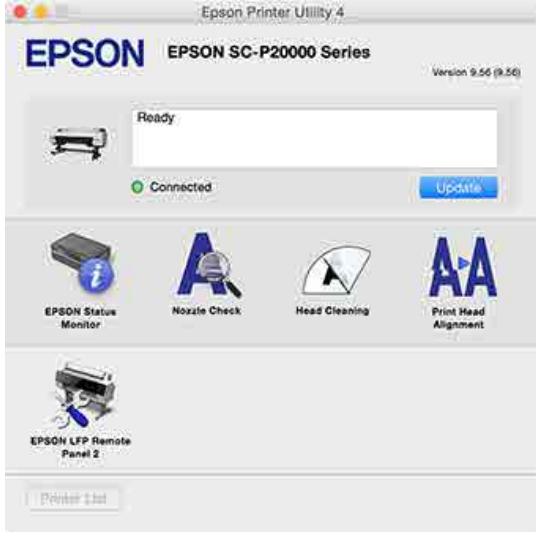 Epson Printer Utility 4
EPSON
EPSON SC-P20000 Series
Version 9.56 (9.56)
Ready
Connected
Update
EPSON Status
Monitor
Nozzle Check
Head Cleaning
Print Head
Alignment
EPSON LFP Remote
Panel 2
Printer List